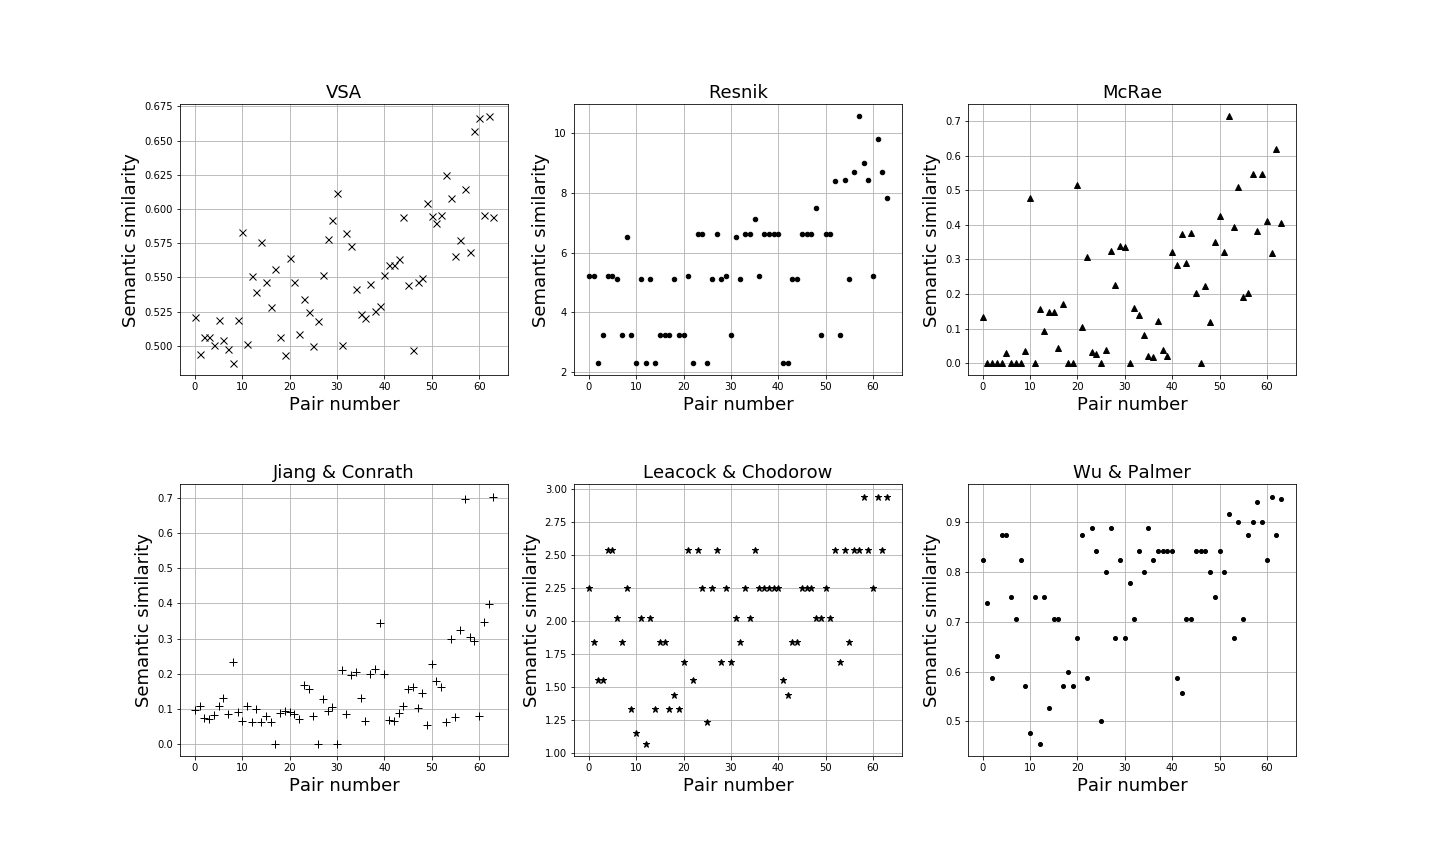 VSA
Semantic similarity
0.675
0.650
0.625
0.600
0.575
0.550
0.525
0.500
0 10 20 30 40 50 60
Pair number
Resnik
Semantic similarity
10
8
6
4
2
0 10 20 30 40 50 60
Pair number
McRae
Semantic similarity
0.7
0.6
0.5
0.4
0.3
0.2
0.1
0.0
0 10 20 30 40 50 60
Pair number
Jiang & Conrath
Semantic similarity
0.7
0.6
0.5
0.4
0.3
0.2
0.1
0.0
0 10 20 30 40 50 60
Pair number
Leacock & Chodorow
Semantic similarity
3.00
2.75
2.50
2.25
2.00
1.75
1.50
1.25
1.00
0 10 20 30 40 50 60
Pair number
Wu & Palmer
Semantic similarity
0.9
0.8
0.7
0.6
0.5
0 10 20 30 40 50 60
Pair number